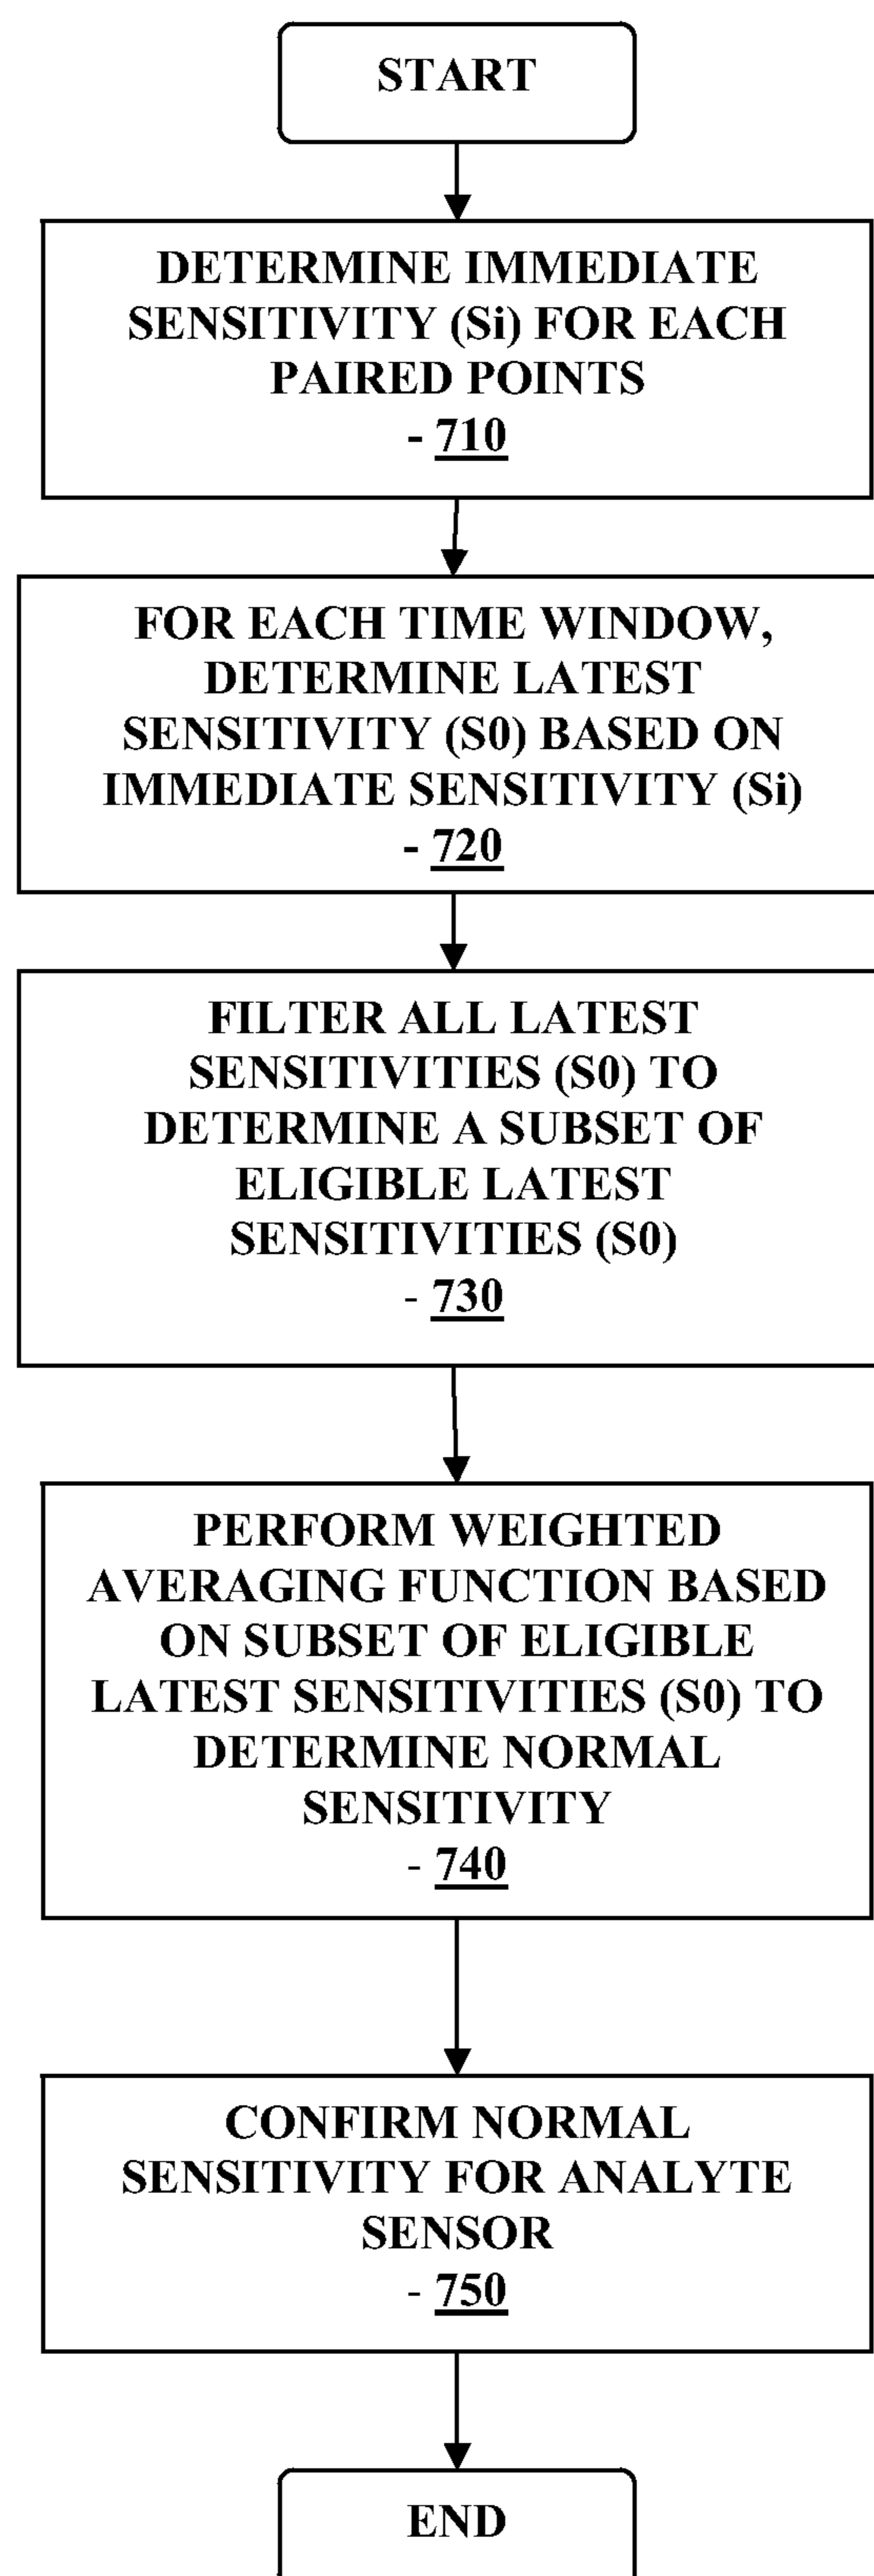 START
DETERMINE IMMEDIATE
SENSITIVITY (Si) FOR EACH
PAIRED POINTS
- 710
FOR EACH TIME WINDOW,
DETERMINE LATEST
SENSITIVITY (S0) BASED ON
IMMEDIATE SENSITIVITY (Si)
- 720
FILTER ALL LATEST
SENSITIVITIES (S0) TO
DETERMINE A SUBSET OF
ELIGIBLE LATEST
SENSITIVITIES (S0)
- 730
PERFORM WEIGHTED
AVERAGING FUNCTION BASED
ON SUBSET OF ELIGIBLE
LATEST SENSITIVITIES (S0) TO
DETERMINE NORMAL
SENSITIVITY
- 740
CONFIRM NORMAL
SENSITIVITY FOR ANALYTE
SENSOR
- 750
END